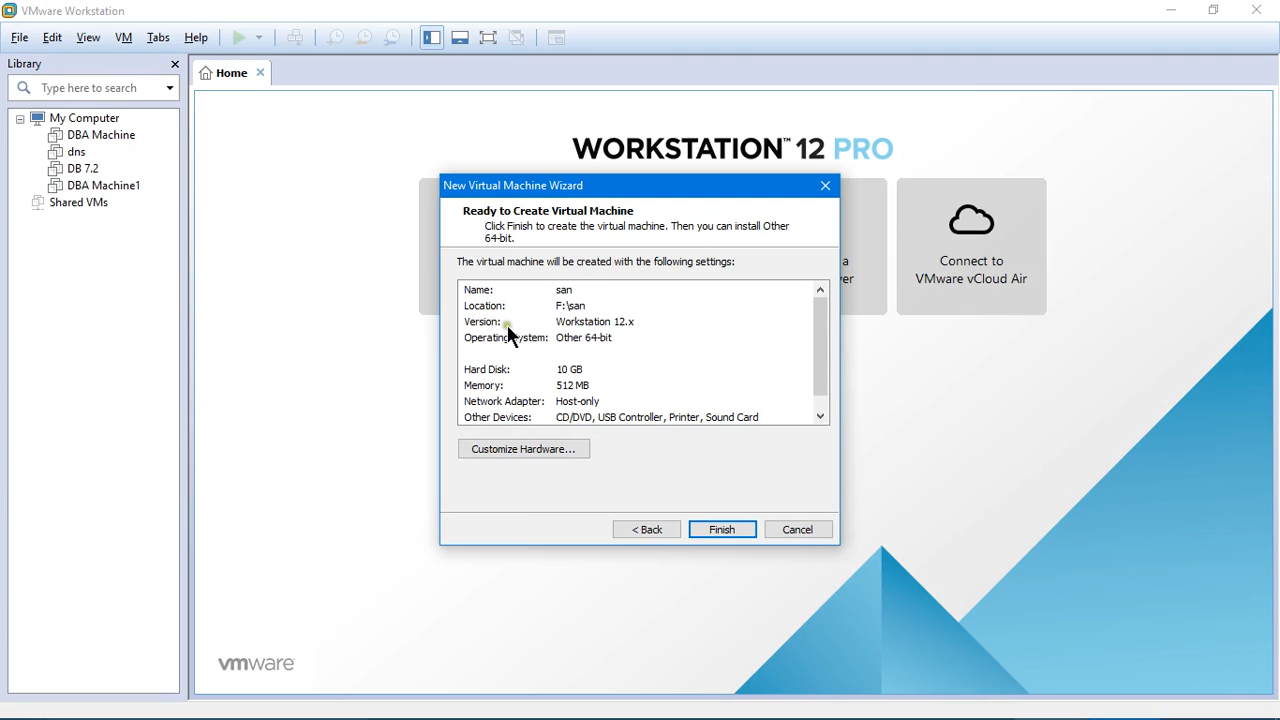 VMware Workstation
File Edit View VM Tabs Help
Library
Type here to search
My Computer
DBA Machine
dns
DB 7.2
DBA Machine1
Shared VMs
Home
WORKSTATION™ 12 PRO
New Virtual Machine Wizard
Ready to Create Virtual Machine
Click Finish to create the virtual machine. Then you can install Other
64-bit.
The virtual machine will be created with the following settings:
Name: san
Location: F:\san
Version: Workstation 12.x
Operating System: Other 64-bit
Hard Disk: 10 GB
Memory: 512 MB
Network Adapter: Host-only
Other Devices: CD/DVD, USB Controller, Printer, Sound Card
Customize Hardware...
< Back Finish Cancel
a
er
Connect to
VMware vCloud Air
vmware